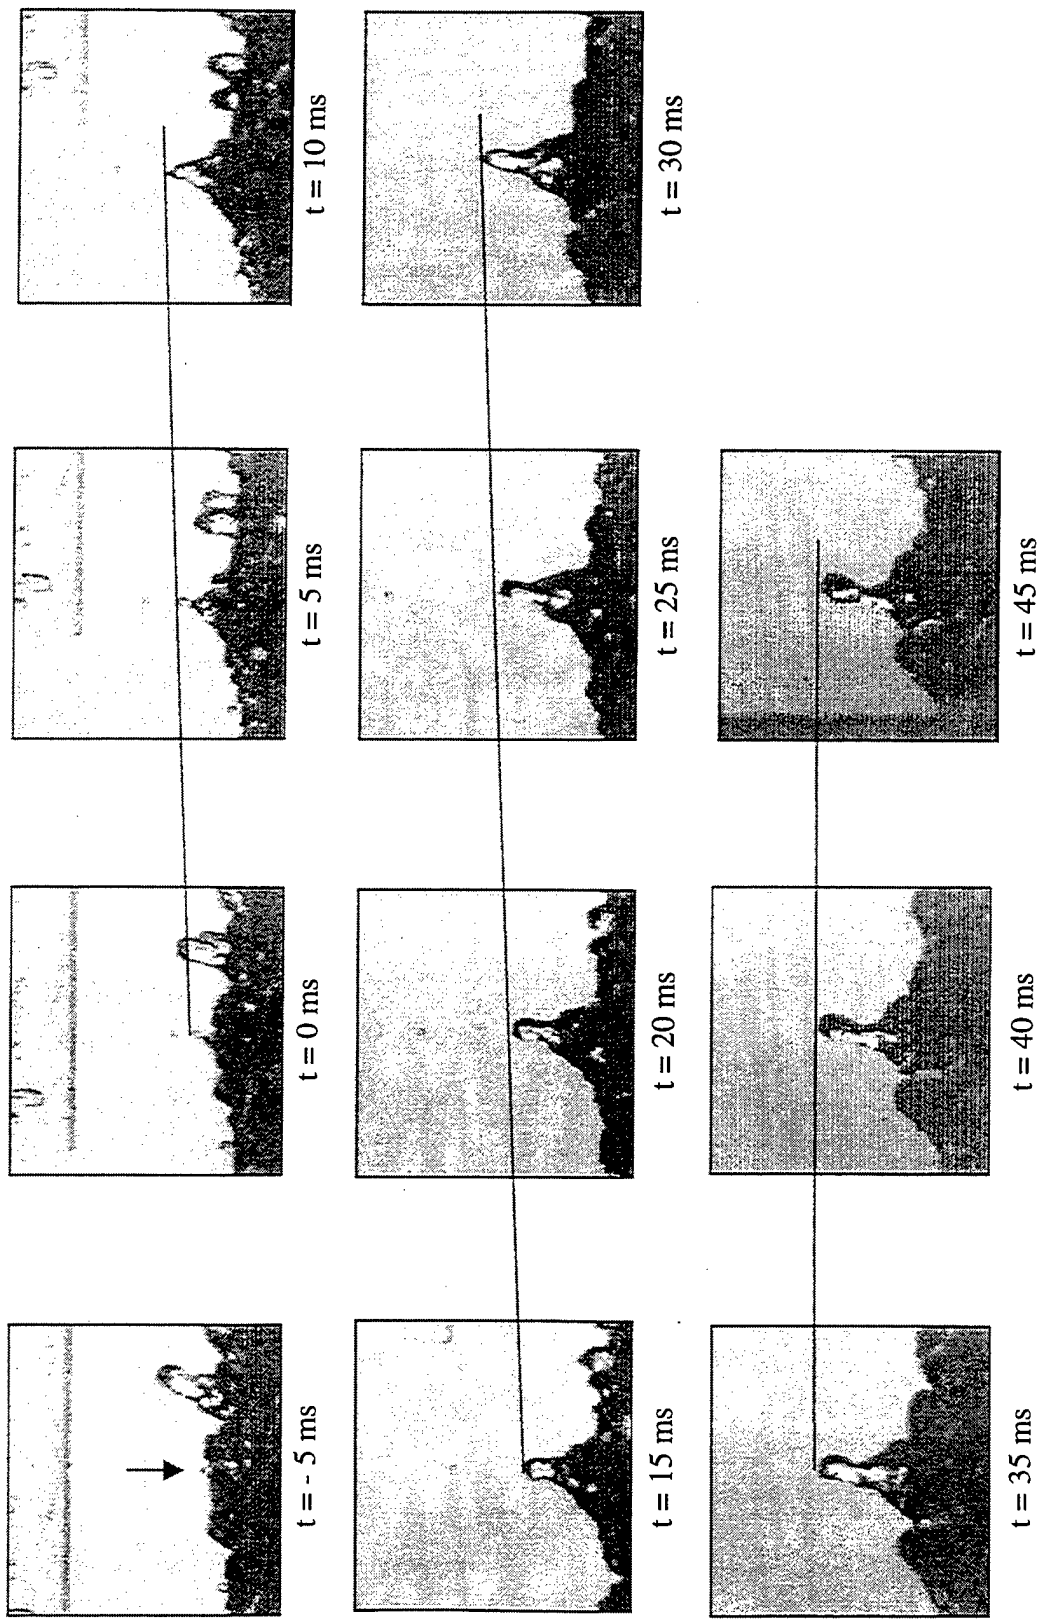 t = - 5 ms
t = 0 ms
t = 5 ms
t = 10 ms
t = 15 ms
t = 20 ms
t = 25 ms
t = 30 ms
t = 35 ms
t = 40 ms
t = 45 ms